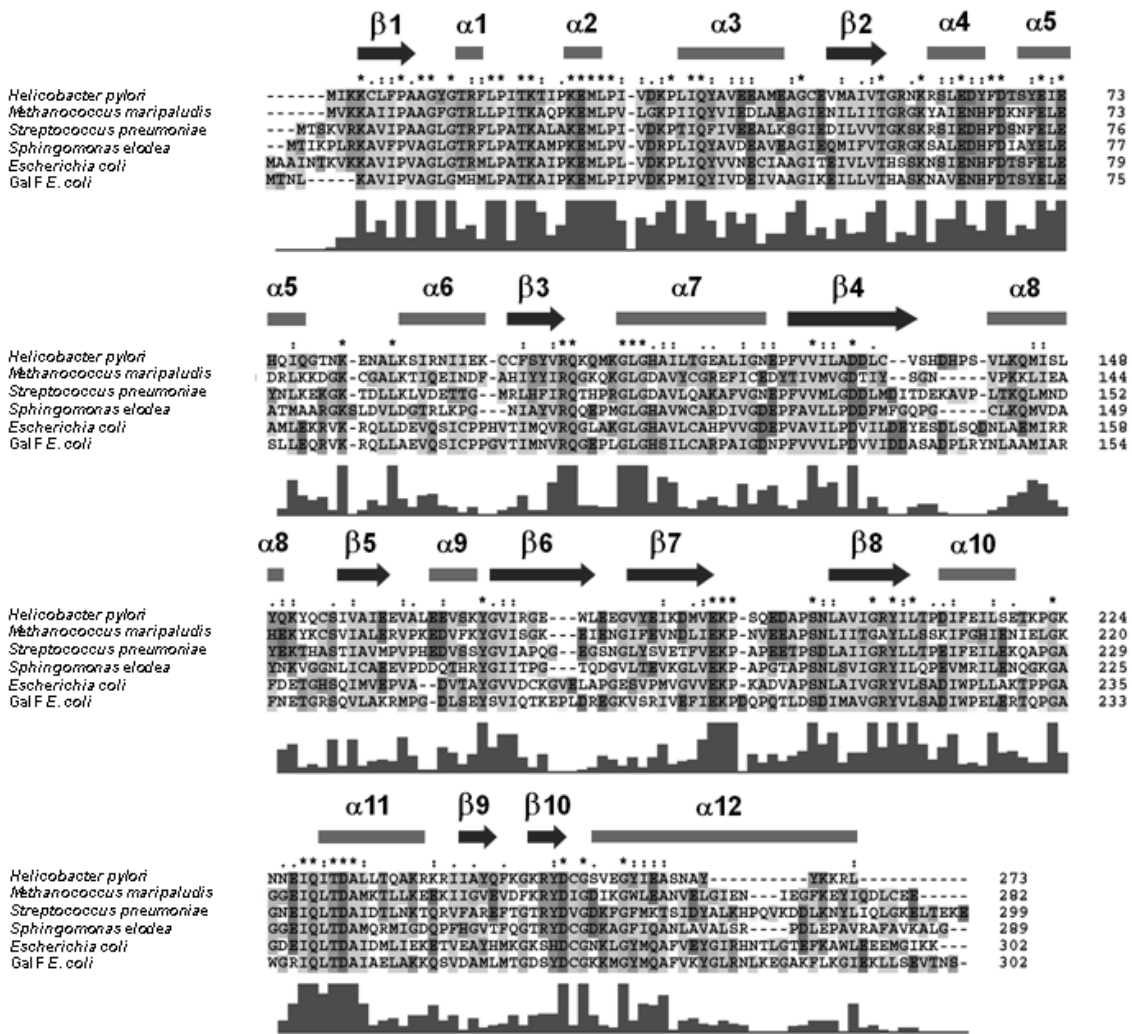 β1 α1 α2 α3 β2 α4 α5
Helicobacter pylori ------MIKKCLFPAAGYGTRFLPITKTIPKEMLPI-VDKPLIQYAVEEAMEAGCEVMAIVTGRNKRSLEDYFDTSYEIE 73
Methanococcus maripaludis ------MVKKAIIPAAGFGTRLLPITKAQPKEMLPV-LGKPIIQYVIEDLAEAGIENILIITGRGKYAIENHFDKNFELE 73
Streptococcus pneumoniae ---MTSKVRKAVIPAAGLGTRFLPATKALAKEMLPI-VDKPTIQFIVEEALKSGIEDILVVTGKSKRSIEDHFDSNFELE 76
Sphingomonas elodea --MTIKPLRKAVFPVAGLGTRFLPATKAMPKEMLPV-VDKPLIQYAVDEAVEAGIEQMIFVTGRGKSALEDHFDIAYELE 77
Escherichia coli MAAINTKVKKAVIPVAGLGTRMLPATKAIPKEMLPL-VDKPLIQYVVNECIAAGITEIVLVTHSSKNSIENHFDTSFELE 79
Gal F E. coli MTNL-----KAVIPVAGLGMHMLPATKAIPKEMLPIPVDKPMIQYIVDEIVAAGIKEILLVTHASKNAVENHFDTSYELE 75
α5 α6 β3 α7 β4 α8
Helicobacter pylori HQIQGTNK-ENALKSIRNIIEK-CCFSYVRQKQMKGLGHAILTGEALIGNEPFVVILADDLC--VSHDHPS-VLKQMISL 148
Methanococcus maripaludis DRLKKDGK-CGALKTIQEINDF-AHIYYIRQGKQKGLGDAVYCGREFICEDYTIVMVGDTIY--SGN----VPKKLIEA 144
Streptococcus pneumoniae YNLKEKGK-TDLLKLVDETTG--MRLHFIRQTHPRGLGDAVLQAKAFVGNEPFVVMLGDDLMDITDEKAVP-LTKQLMND 152
Sphingomonas elodea ATMAARGKSLDVLDGTRLKPG--NIAYVRQQEPMGLGHAVWCARDIVGDEPFAVLLPDDFMFGQPG-----CLKQMVDA 149
Escherichia coli AMLEKRVK-RQLLAEVQSICPPHVTIMQVRQGLAKGLGHAVLCAHPVVGDEPVAVILPDVILDEYESDLSQDNLAEMIRR 158
Gal F E. coli SLLEQRVK-RQLLAEVQSICPPGVTIMNVRQGEPLGLGHSILCARPAIGDNPFVVVLPDVVIDDASADPLRYNLAAMIAR 154
α8 β5 α9 β6 β7 β8 α10
Helicobacter pylori YQKYQCSIVAIEEVALEEVSKYGVIRGE---WLEEGVYEIKDMVEKP-SQEDAPSNLAVIGRYILTPDIFEILSETKPGK 224
Methanococcus maripaludis HEKYKCSVIALERVPKEDVFKYGVISGK---EIENGIFEVNDLIEKP-NVEEAPSNLIITGAYLLSSKIFGHIENIELGK 220
Streptococcus pneumoniae YEKTHASTIAVMPVPHEDVSSYGVIAPQG--EGSNGLYSVETFVEKP-APEETPSDLAIIGRYLLTPEIFEILEKQAPGA 229
Sphingomonas elodea YNKVGGNLICAEEVPDDQTHRYGIITPG---TQDGVLTEVKGLVEKP-APGTAPSNLSVIGRYILQPEVMRILENQGKGA 225
Escherichia coli FDETGHSQIMVEPVA--DVTAYGVVDCKGVELAPGESVPMVGVVEKP-KADVAPSNLAIVGRYVLSADIWPLLAKTPPGA 235
Gal F E. coli FNETGRSQVLAKRMPG-DLSEYSVIQTKEPLDREGKVSRIVEFIEKPDQPQTLDSDIMAVGRYVLSADIWPELERTQPGA 233
α11 β9 β10 α12
Helicobacter pylori NNEIQITDALLTQAKRKRIIAYQFKGKRYDCGSVEGYIEASNAY---------YKKRL--------- 273
Methanococcus maripaludis GGEIQLTDAMKTLLKEEKIIGVEVDFKRYDIGDIKGWLEANVELGIEN-----IEGFKEYIQDLCEE----- 282
Streptococcus pneumoniae GNEIQLTDAIDTLNKTQRVFAREFTGTRYDVGDKFGFMKTSIDYALKHPQVKDDLKNYLIQLGKELTEKE 299
Sphingomonas elodea GGEIQLTDAMQRMIGDQPFHGVTFQGTRYDCGDKAGFIQANLAVALSR-----PDLEPAVRAFAVKALG- 289
Escherichia coli GDEIQLTDAIDMLIEKETVEAYHMKGKSHDCGNKLGYMQAFVEYGIRHNTLGTEFKAWLEEEMGIKK--- 302
Gal F E. coli WGRIQLTDAIAELAKKQSVDAMLMTGDSYDCGKKMGYMQAFVKYGLRNLKEGAKFLKGIEKLLSEVTNS- 302